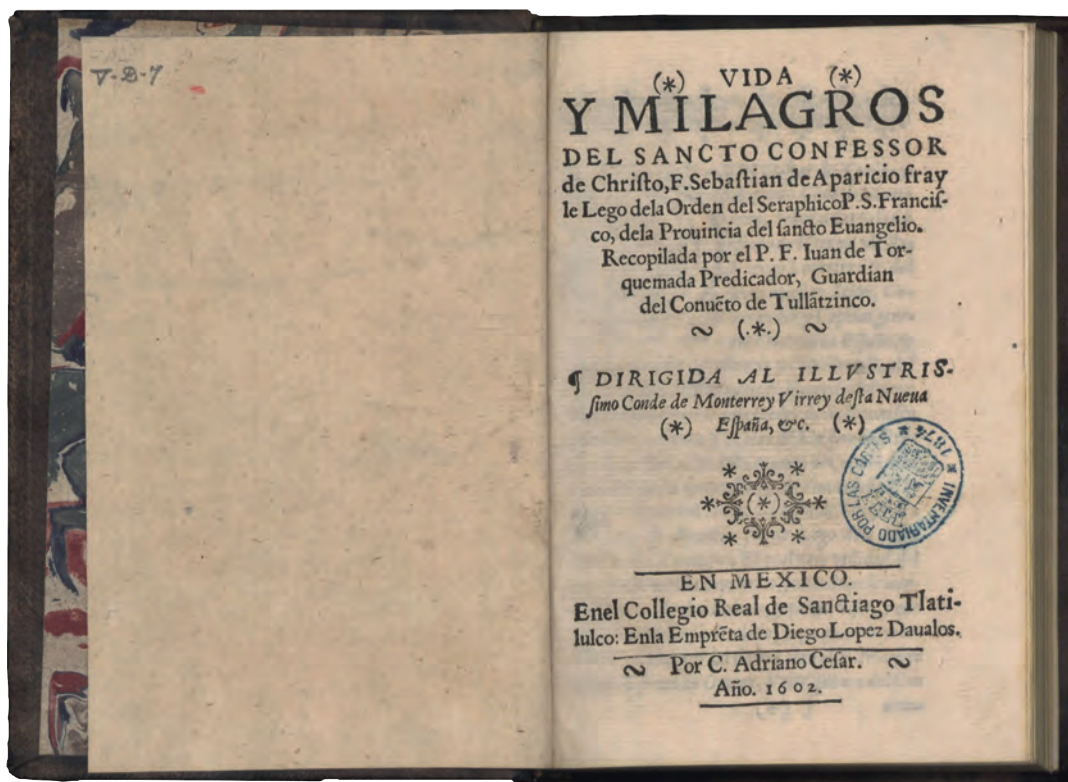 V-B-7
(*) VIDA (*)
Y MILAGROS
DEL SANCTO CONFESSOR
de Chriſto, F. Sebaſtian de Aparicio fray
le Lego dela Orden del Seraphico P. S. Franciſ-
co, dela Prouincia del ſancto Euangelio.
Recopilada por el P. F. Iuan de Tor-
quemada Predicador, Guardian
del Conuẽto de Tullãtzinco.
~ (.*.) ~
¶ DIRIGIDA AL ILLVSTRIS-
ſimo Conde de Monterrey Virrey deſta Nueua
(*) Eſpaña, &c. (*)
(*)
INVENTARIADO POR LAS CÓRTES * 1874 *
EN MEXICO.
Enel Collegio Real de Sanctiago Tlati-
lulco: Enla Emprẽta de Diego Lopez Daualos.
~ Por C. Adriano Ceſar. ~
Año. 1602.